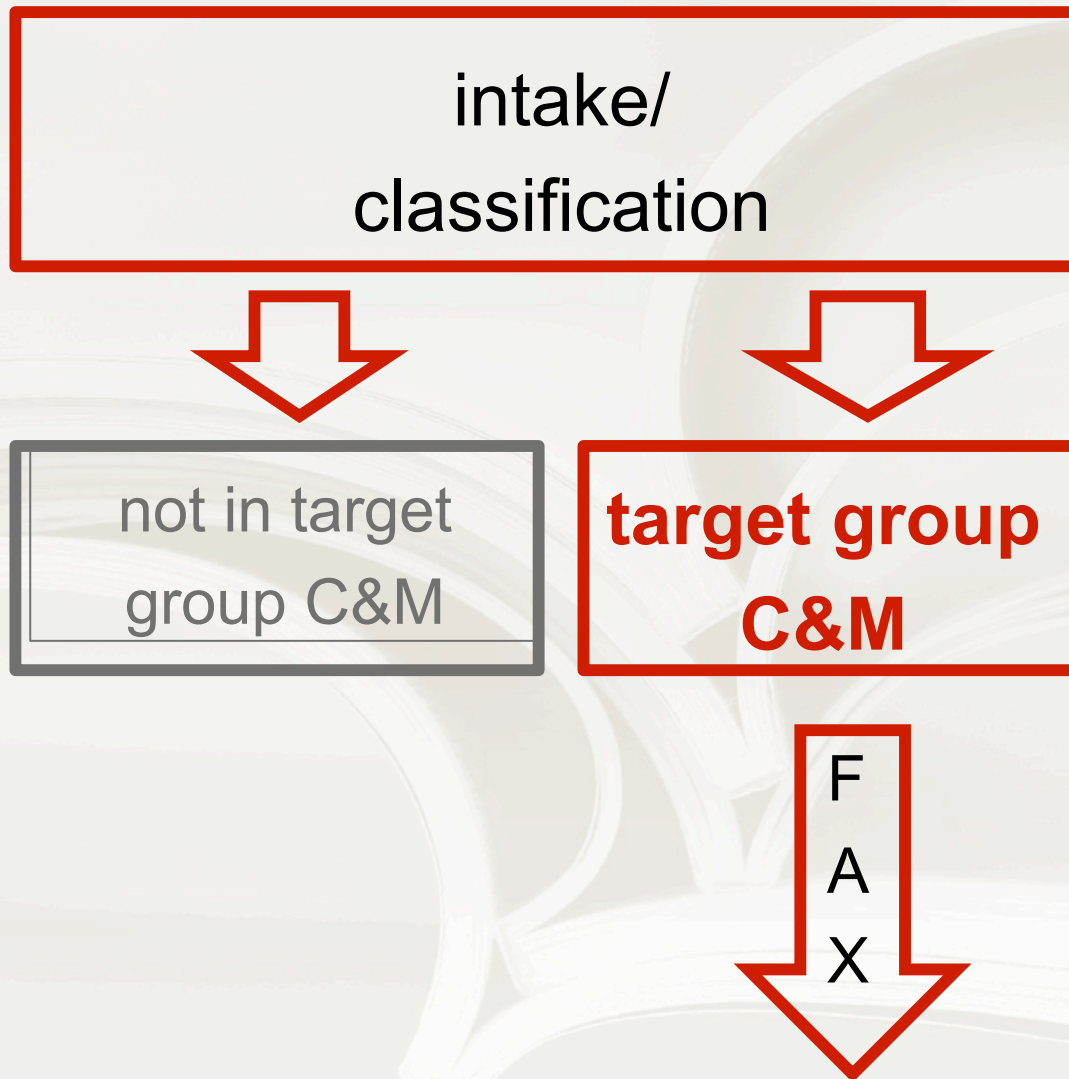 intake/
classification
not in target
group C&M
target group
C&M
F
A
X